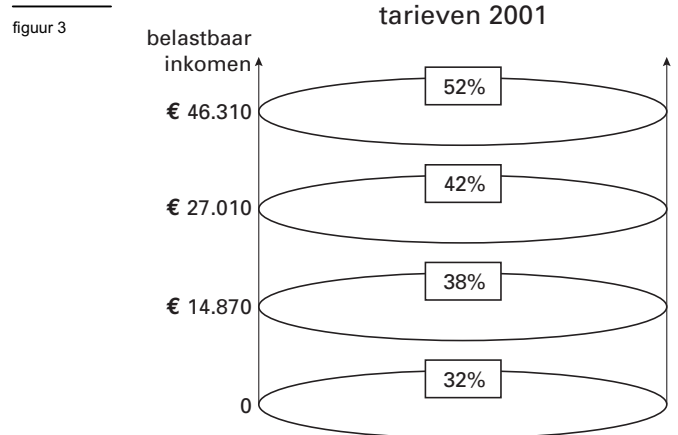 figuur 3
tarieven 2001
belastbaar
inkomen
52%
€ 46.310
42%
€ 27.010
38%
€ 14.870
32%
0